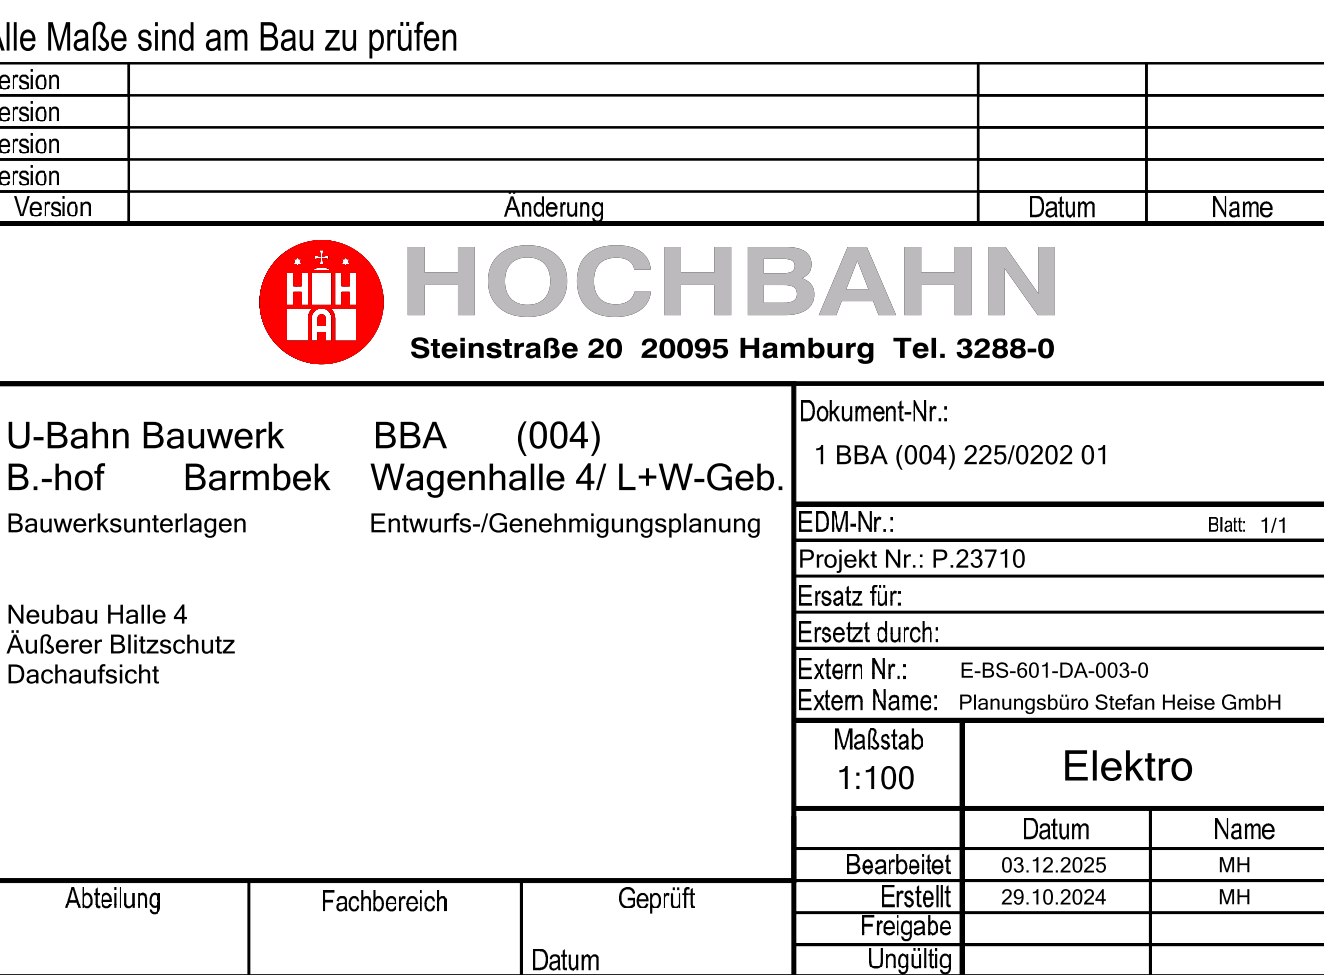 Alle Maße sind am Bau zu prüfen
ersion
ersion
ersion
ersion
Version Änderung Datum Name
HOCHBAHN
HH
A
Steinstraße 20 20095 Hamburg Tel. 3288-0
U-Bahn Bauwerk BBA (004)
B.-hof Barmbek Wagenhalle 4/ L+W-Geb.
Bauwerksunterlagen Entwurfs-/Genehmigungsplanung
Neubau Halle 4
Äußerer Blitzschutz
Dachaufsicht
Dokument-Nr.:
1 BBA (004) 225/0202 01
EDM-Nr.: Blatt: 1/1
Projekt Nr.: P.23710
Ersatz für:
Ersetzt durch:
Extern Nr.: E-BS-601-DA-003-0
Extern Name: Planungsbüro Stefan Heise GmbH
Maßstab
1:100
Elektro
Datum Name
Bearbeitet 03.12.2025 MH
Erstellt 29.10.2024 MH
Freigabe
Ungültig
Abteilung Fachbereich Geprüft
Datum